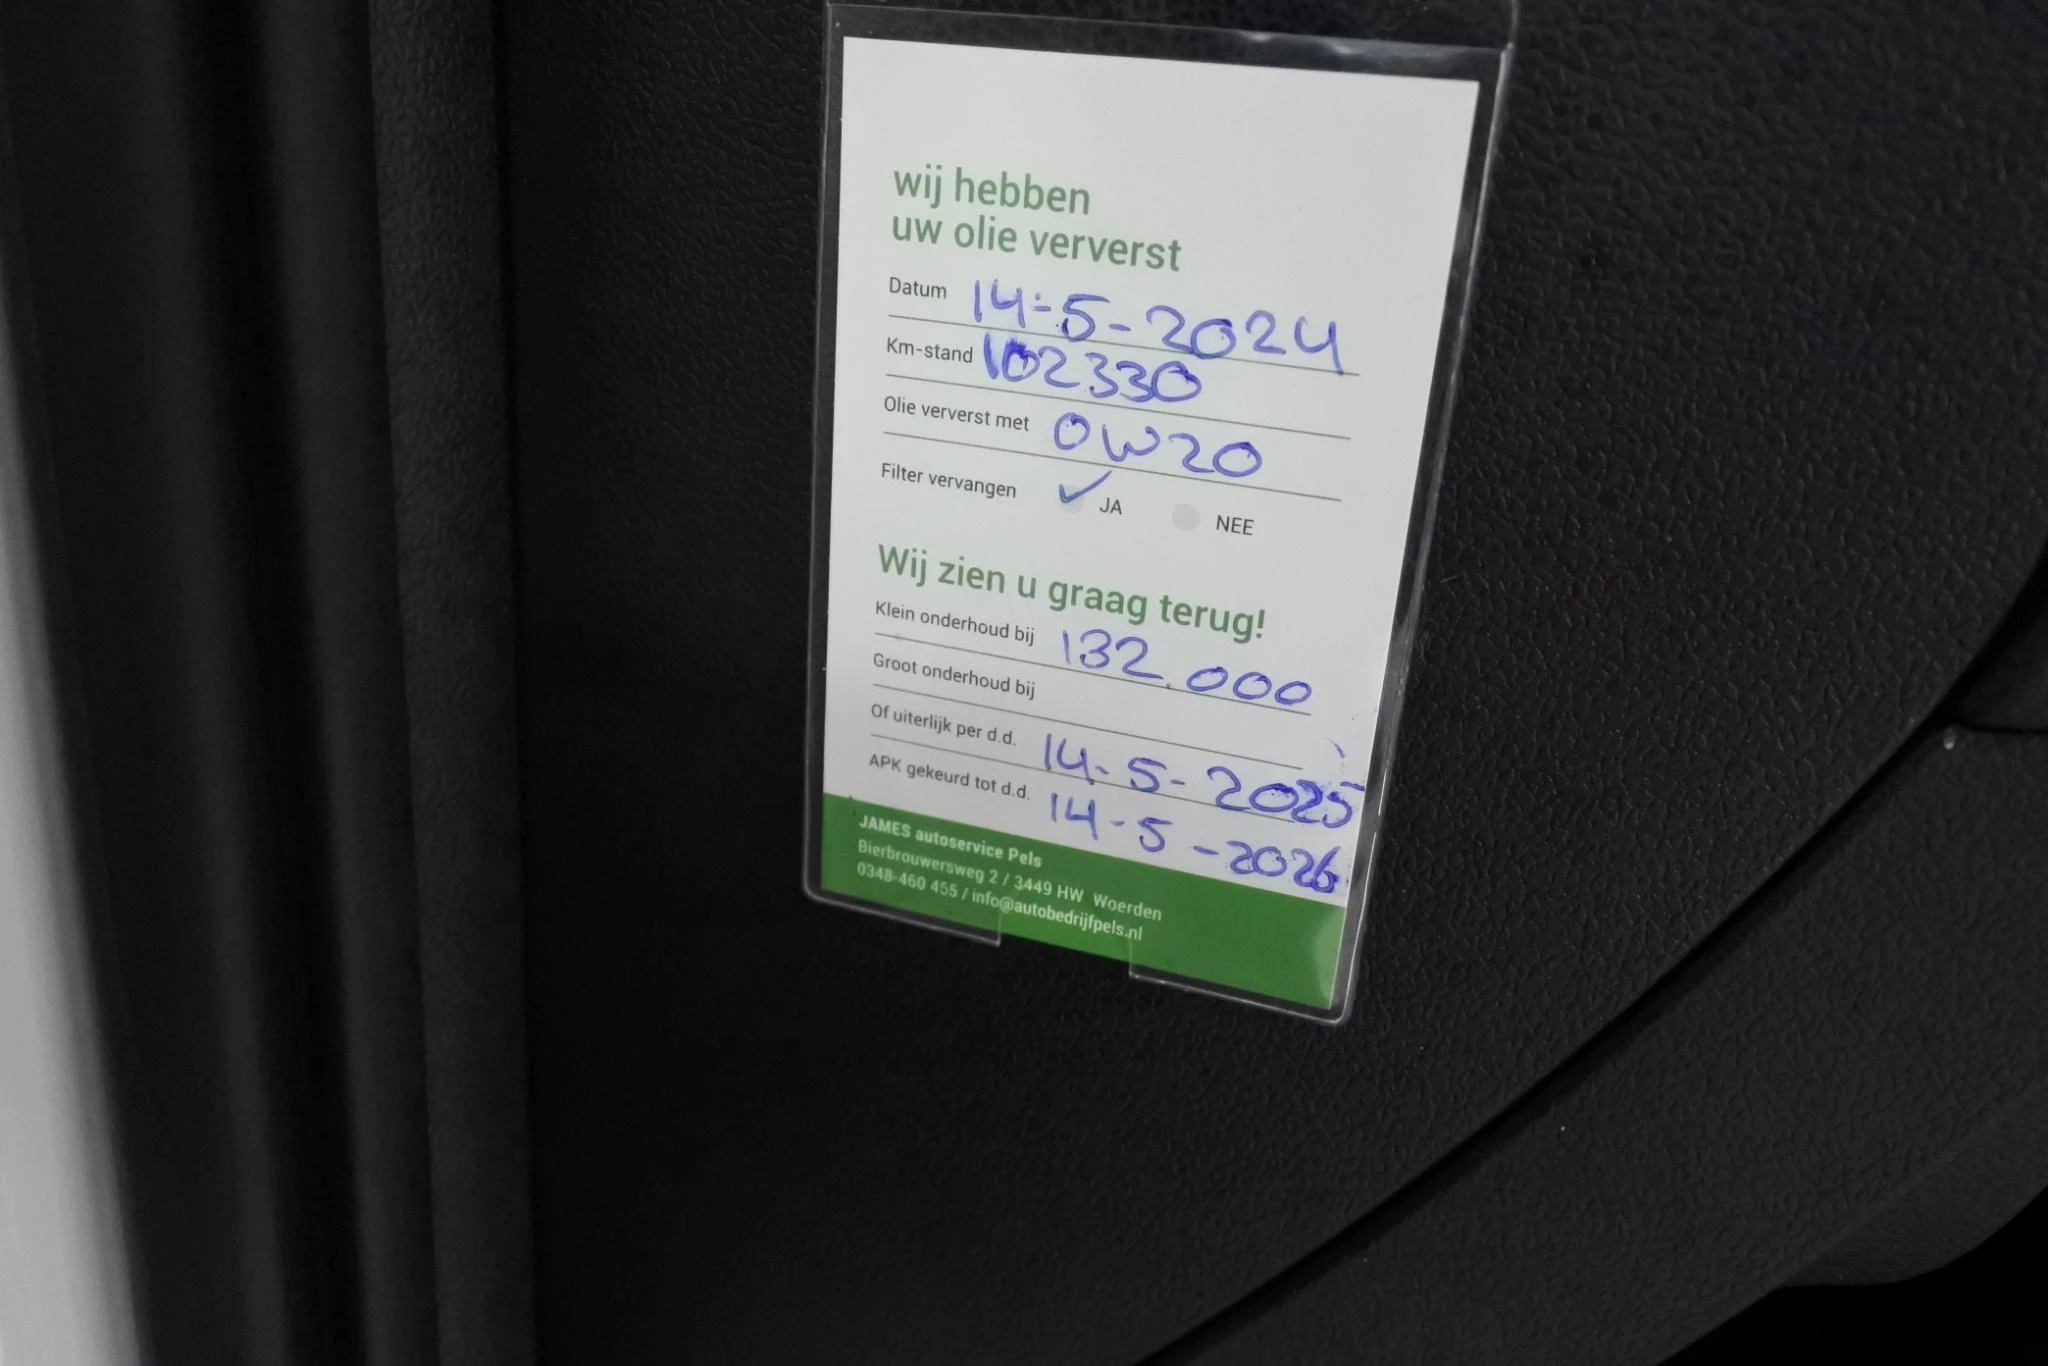 wij hebben
uw olie ververst
Datum 14-5-2024
Km-stand 102330
Olie ververst met 0W20
Filter vervangen ✓ JA NEE
Wij zien u graag terug!
Klein onderhoud bij 132.000
Groot onderhoud bij
Of uiterlijk per d.d. 14-5-2025
APK gekeurd tot d.d. 14-5-2026
JAMES autoservice Pels
Bierbrouwersweg 2 / 3449 HW Woerden
0348-460 455 / info@autobedrijfpels.nl